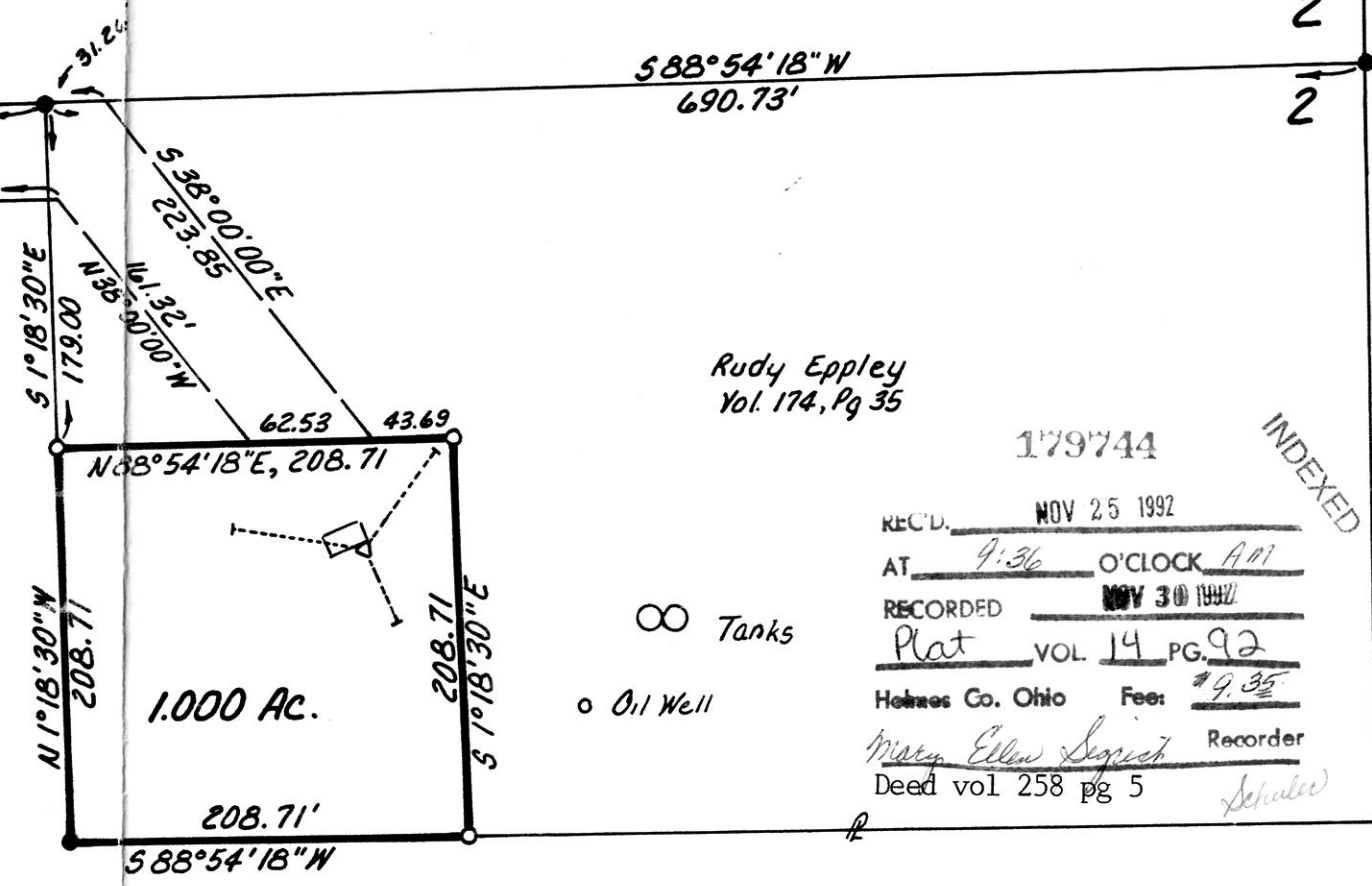 2
31.26
S 88°54'18" W
690.73'
2
S 38°00'00" E
223.85
161.32'
N 38°00'00" W
S 1°18'30" E
179.00
Rudy Eppley
Vol. 174, Pg 35
62.53 43.69
N 88°54'18" E, 208.71
179744
INDEXED
REC'D. NOV 25 1992
AT 9:36 O'CLOCK AM
RECORDED NOV 30 1992
Plat VOL. 14 PG. 92
Holmes Co. Ohio Fee: $9.35
Mary Ellen Recorder
Deed vol 258 pg 5
Schuler
N 1°18'30" W
208.71
208.71
S 1°18'30" E
Tanks
Oil Well
1.000 Ac.
208.71'
S 88°54'18" W